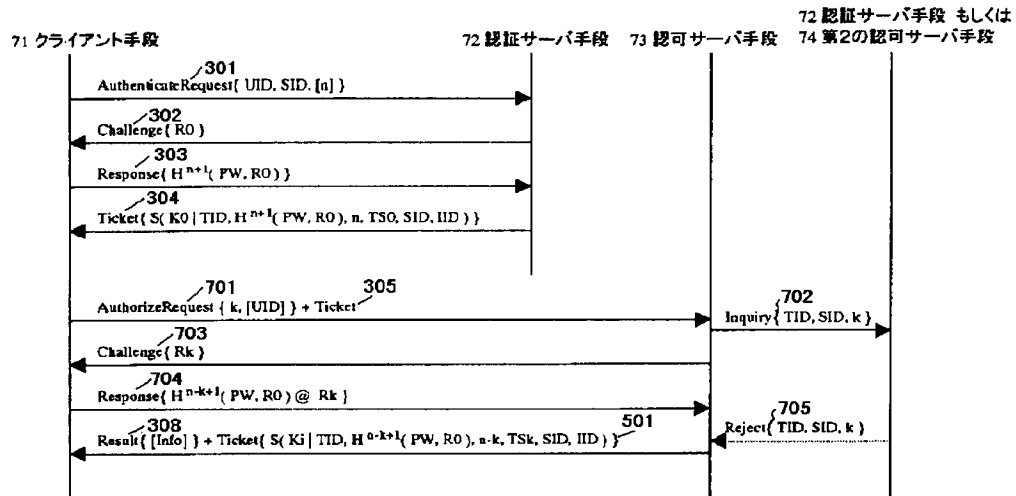 72 認証サーバ手段 もしくは
71 クライアント手段 72 認証サーバ手段 73 認可サーバ手段 74 第2の認可サーバ手段
301
AuthenticateRequest{ UID, SID, [n] }
302
Challenge{ R0 }
303
Response{ H^n+1( PW, R0 ) }
304
Ticket{ S( K0 | TID, H^n+1( PW, R0 ), n, TS0, SID, IID ) }
701 305
AuthorizeRequest { k, [UID] } + Ticket
702
Inquiry{ TID, SID, k }
703
Challenge{ Rk }
704
Response{ H^n-k+1( PW, R0 ) @ Rk }
705
Reject{ TID, SID, k }
308 501
Result{ [Info] } + Ticket{ S( Ki | TID, H^n-k+1( PW, R0 ), n-k, TSk, SID, IID ) }